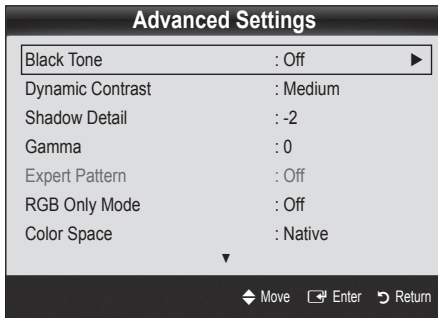 Advanced Settings
Black Tone : Off ▶
Dynamic Contrast : Medium
Shadow Detail : -2
Gamma : 0
Expert Pattern : Off
RGB Only Mode : Off
Color Space : Native
▼
Move Enter Return